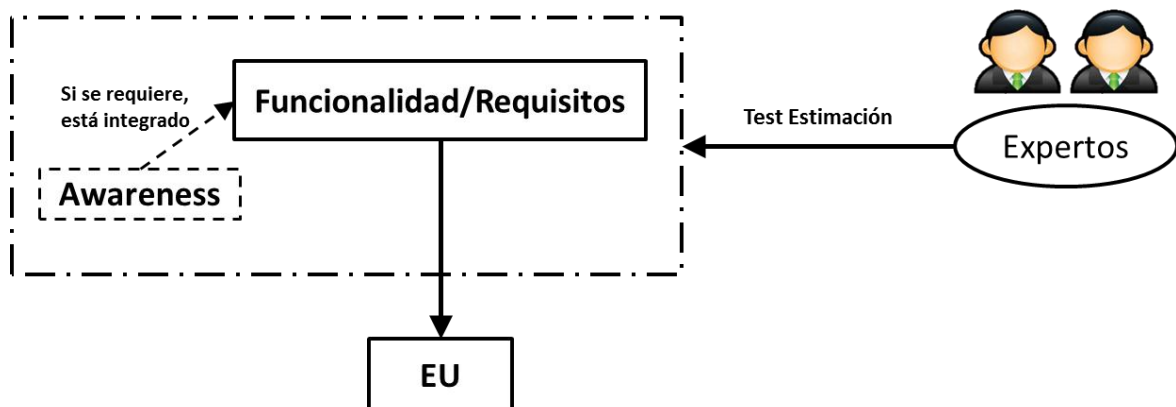 Si se requiere,
está integrado
Funcionalidad/Requisitos
Awareness
Test Estimación
Expertos
EU